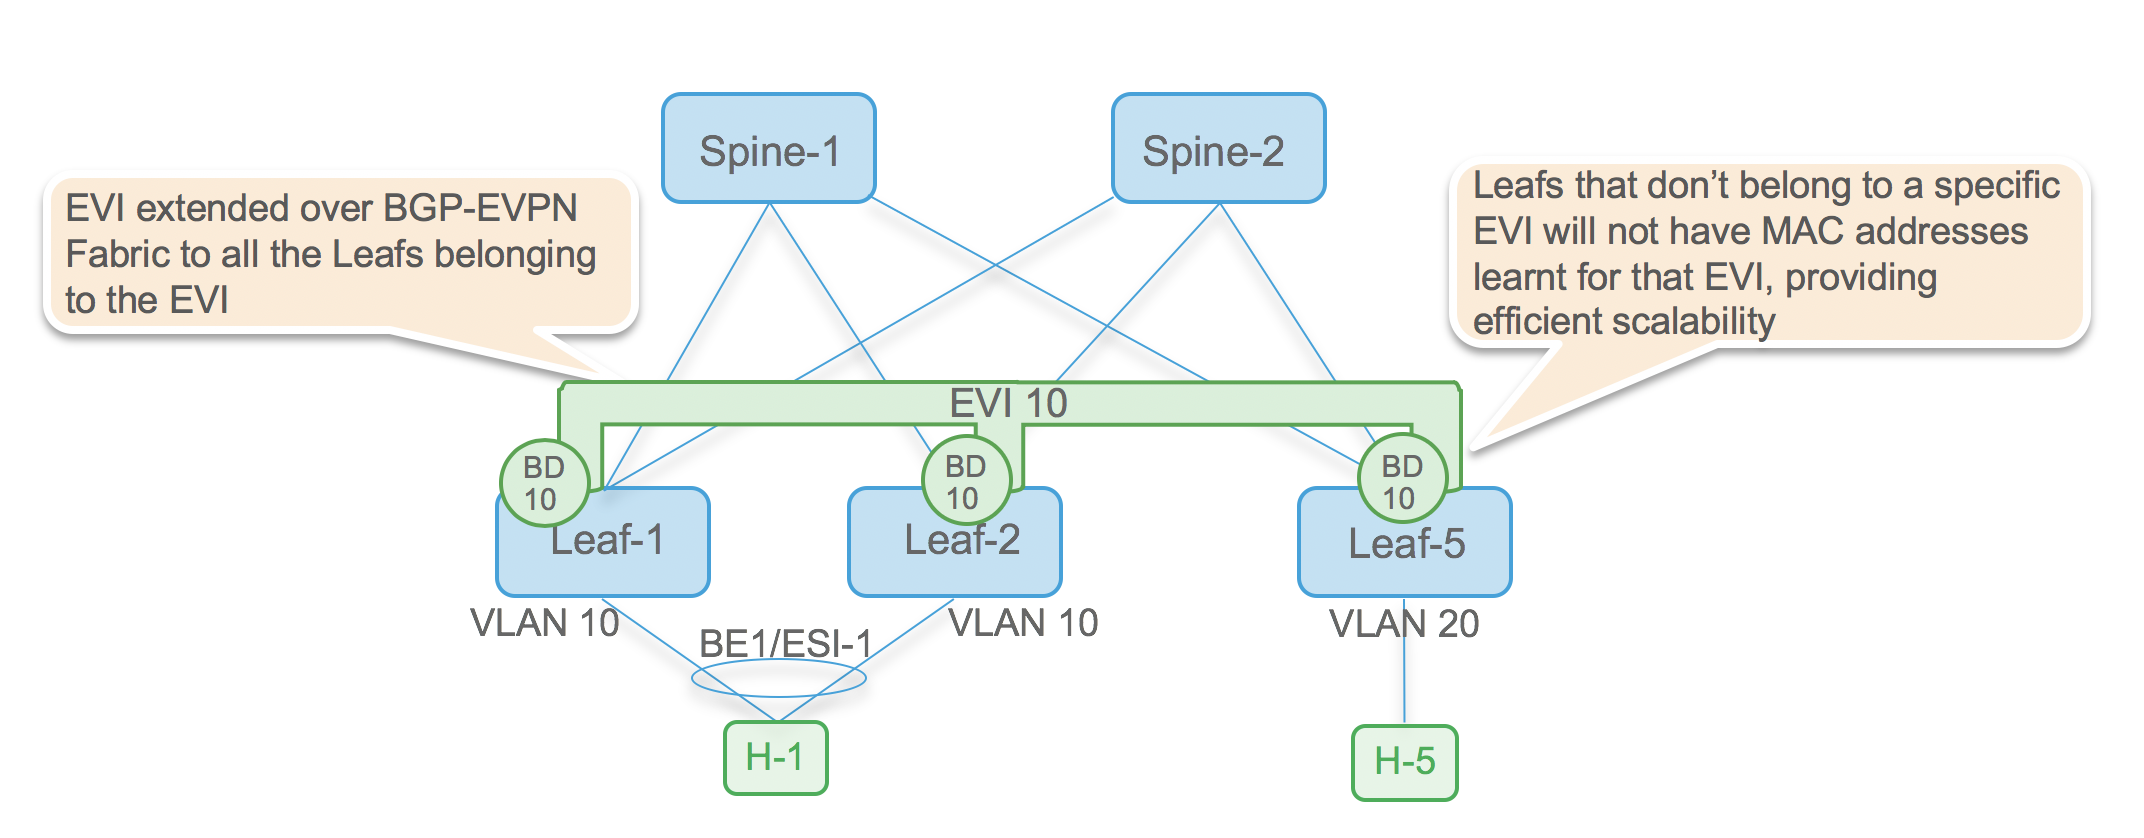 Spine-1
Spine-2
EVI extended over BGP-EVPN
Fabric to all the Leafs belonging
to the EVI
Leafs that don’t belong to a specific
EVI will not have MAC addresses
learnt for that EVI, providing
efficient scalability
EVI 10
BD
10
BD
10
BD
10
Leaf-1
Leaf-2
Leaf-5
VLAN 10
BE1/ESI-1
VLAN 10
VLAN 20
H-1
H-5